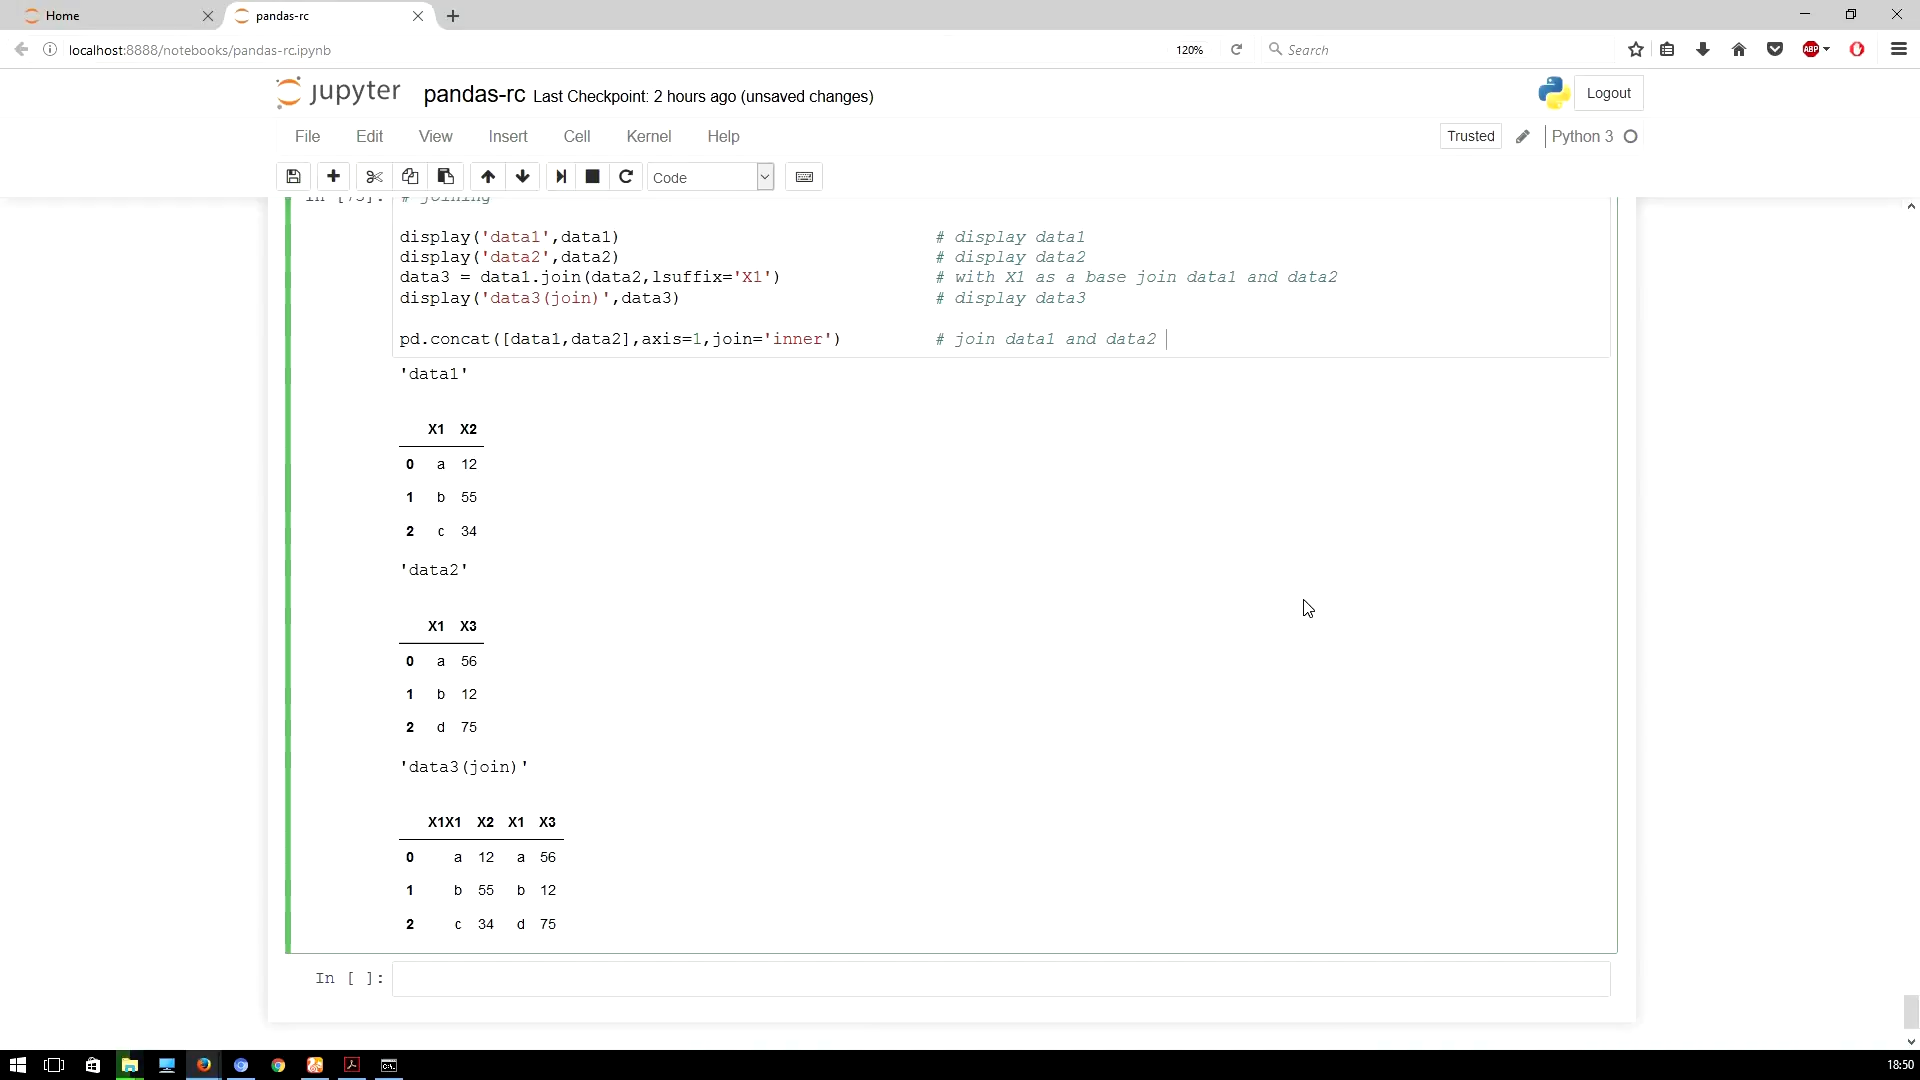 Home
pandas-rc
localhost:8888/notebooks/pandas-rc.ipynb
120%
Search
ABP
jupyter
pandas-rc Last Checkpoint: 2 hours ago (unsaved changes)
Logout
File Edit View Insert Cell Kernel Help
Trusted
Python 3
Code
# joining
display('data1',data1) # display data1
display('data2',data2) # display data2
data3 = data1.join(data2,lsuffix='X1') # with X1 as a base join data1 and data2
display('data3(join)',data3) # display data3
pd.concat([data1,data2],axis=1,join='inner') # join data1 and data2
'data1'
X1 X2
0 a 12
1 b 55
2 c 34
'data2'
X1 X3
0 a 56
1 b 12
2 d 75
'data3(join)'
X1X1 X2 X1 X3
0 a 12 a 56
1 b 55 b 12
2 c 34 d 75
In [ ]:
18:50